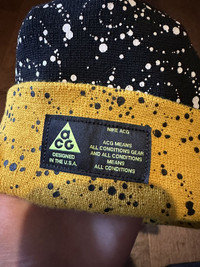 NIKE ACG
ACG MEANS
ALL CONDITIONS GEAR
AND ALL CONDITIONS
MEANS
ALL CONDITIONS
ACG
DESIGNED
IN THE U.S.A.